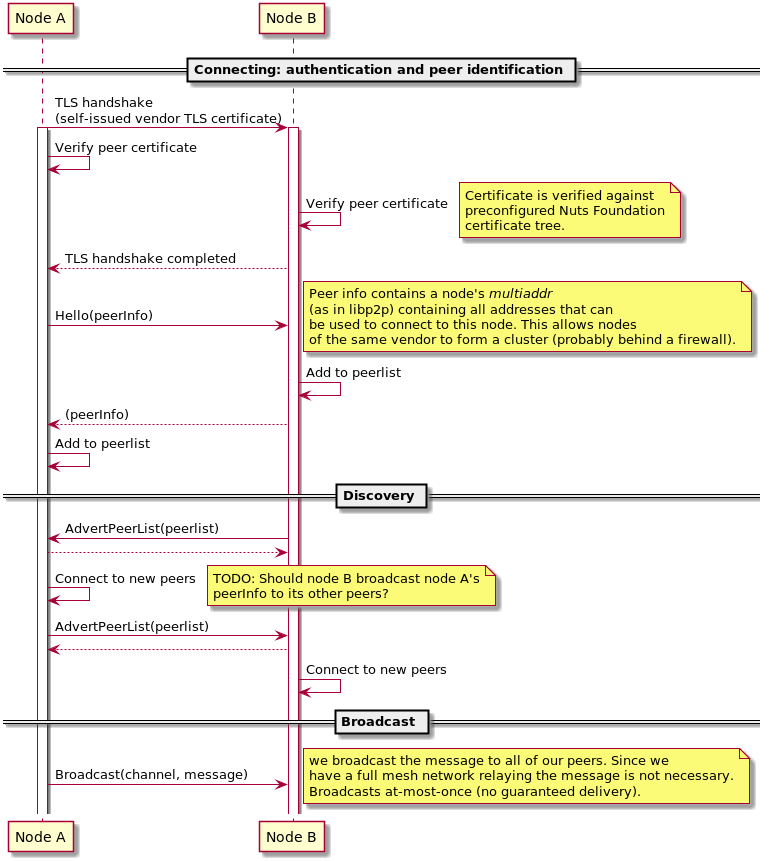 Node A
Node B
Connecting: authentication and peer identification
TLS handshake
(self-issued vendor TLS certificate)
Verify peer certificate
Verify peer certificate
Certificate is verified against
preconfigured Nuts Foundation
certificate tree.
TLS handshake completed
Peer info contains a node's multiaddr
(as in libp2p) containing all addresses that can
be used to connect to this node. This allows nodes
of the same vendor to form a cluster (probably behind a firewall).
Hello(peerInfo)
Add to peerlist
(peerInfo)
Add to peerlist
Discovery
AdvertPeerList(peerlist)
Connect to new peers
TODO: Should node B broadcast node A's
peerInfo to its other peers?
AdvertPeerList(peerlist)
Connect to new peers
Broadcast
we broadcast the message to all of our peers. Since we
have a full mesh network relaying the message is not necessary.
Broadcasts at-most-once (no guaranteed delivery).
Broadcast(channel, message)
Node A
Node B